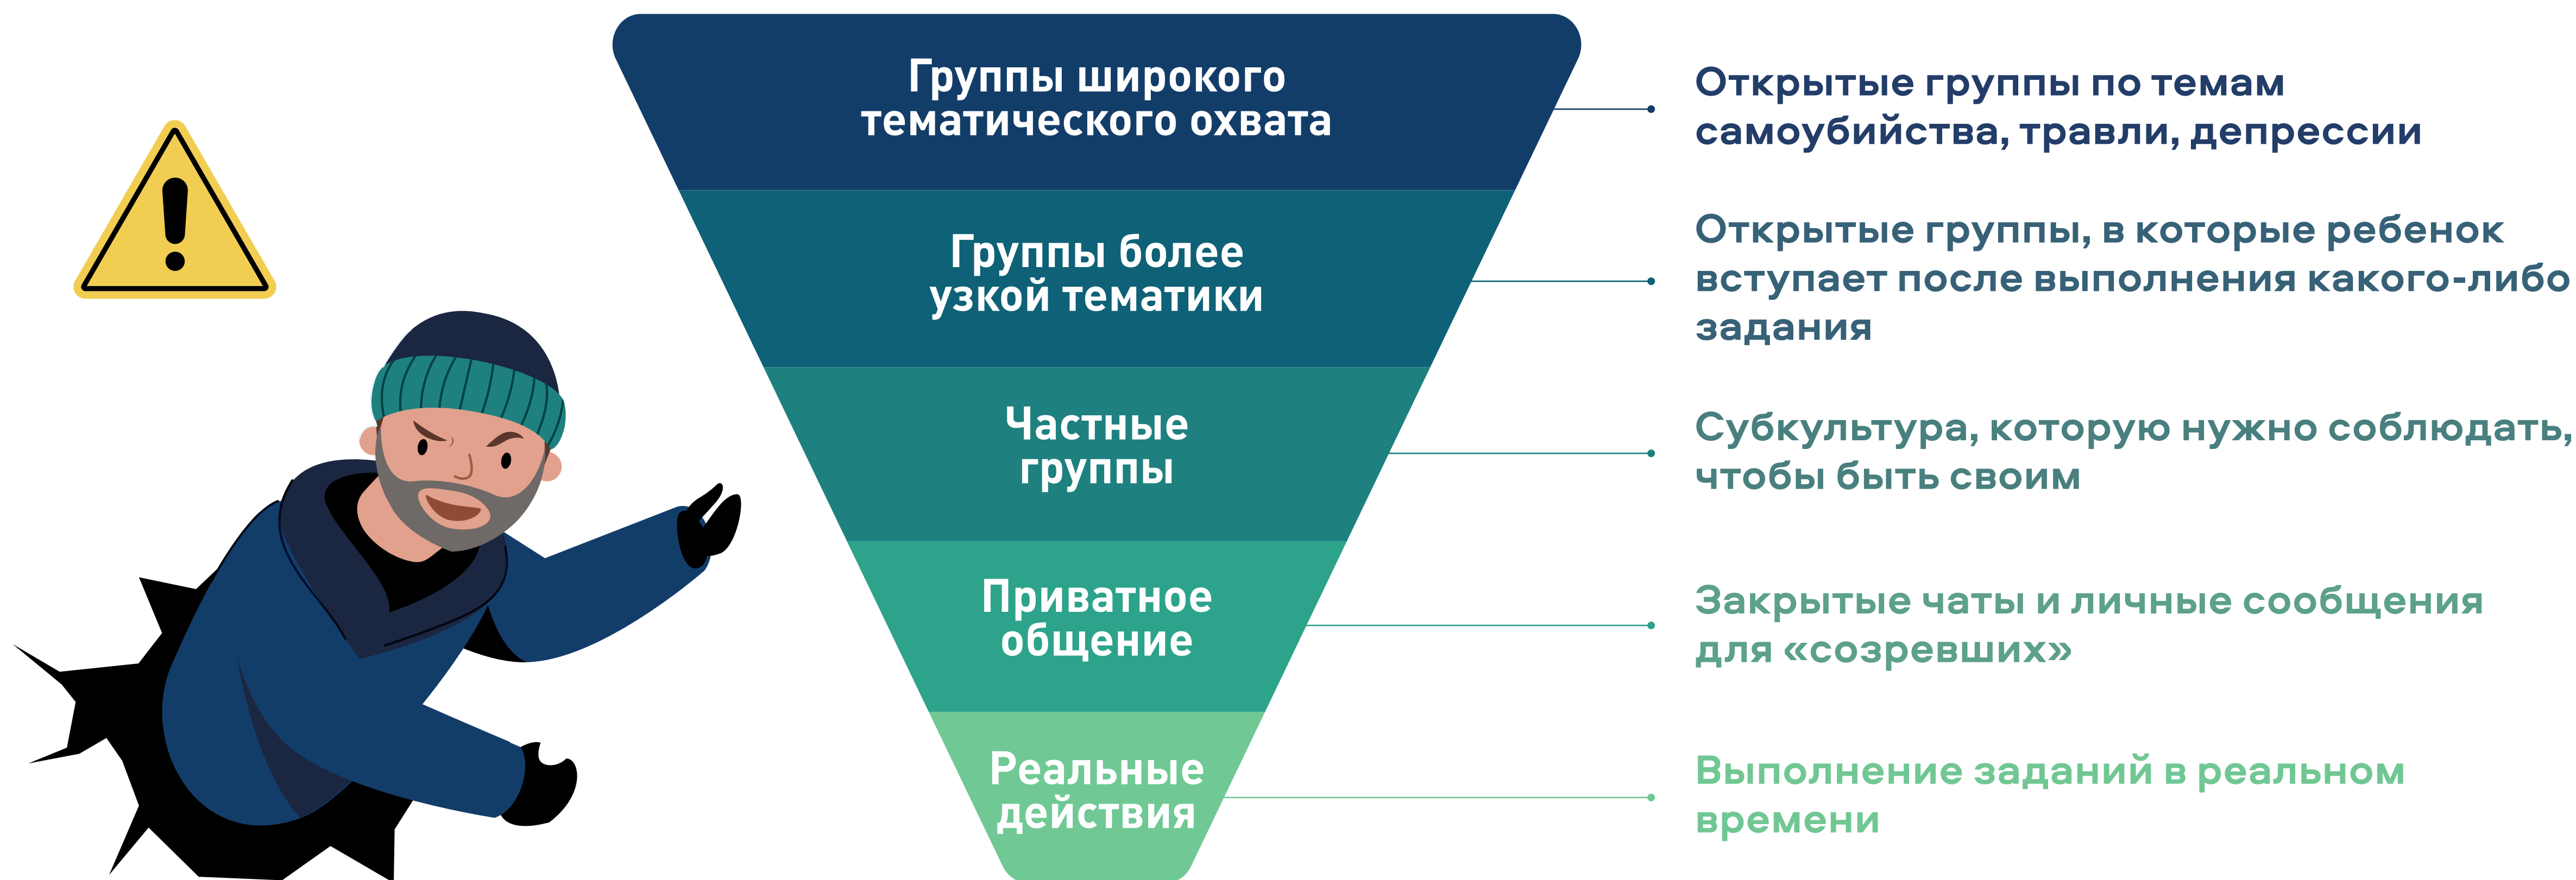 Группы широкого
тематического охвата
Открытые группы по темам
самоубийства, травли, депрессии
Группы более
узкой тематики
Открытые группы, в которые ребенок
вступает после выполнения какого-либо
задания
Частные
группы
Субкультура, которую нужно соблюдать,
чтобы быть своим
Приватное
общение
Закрытые чаты и личные сообщения
для «созревших»
Реальные
действия
Выполнение заданий в реальном
времени